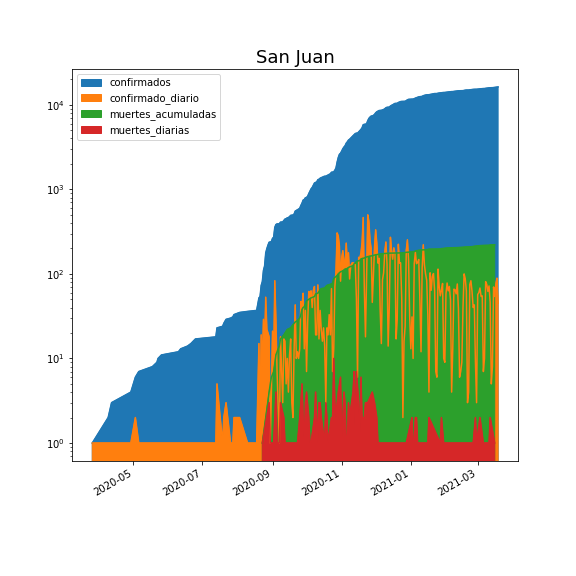 San Juan
confirmados
confirmado_diario
muertes_acumuladas
muertes_diarias
10⁴
10³
10²
10¹
10⁰
2020-05
2020-07
2020-09
2020-11
2021-01
2021-03